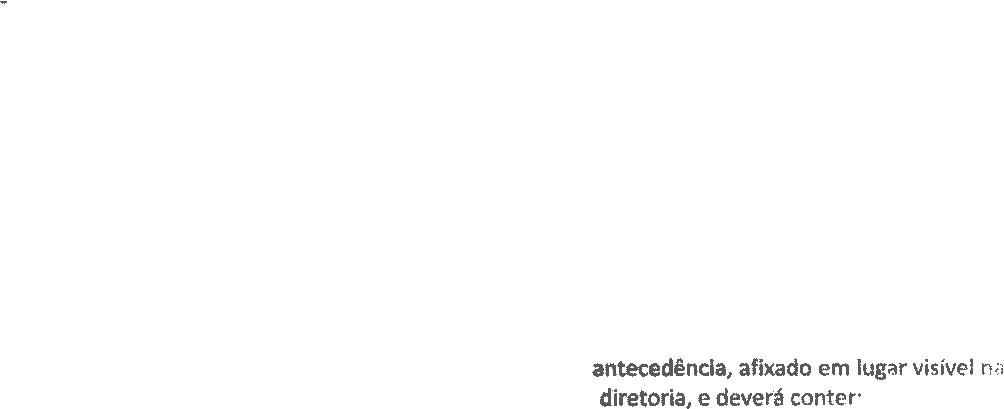 antecedência, afixado em lugar visível na
diretoria, e deverá conter